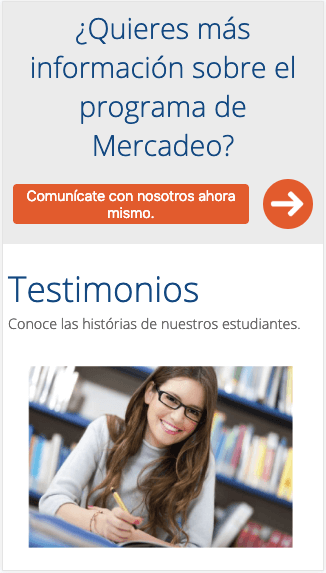 ¿Quieres más
información sobre el
programa de
Mercadeo?
Comunícate con nosotros ahora
mismo.
Testimonios
Conoce las histórias de nuestros estudiantes.